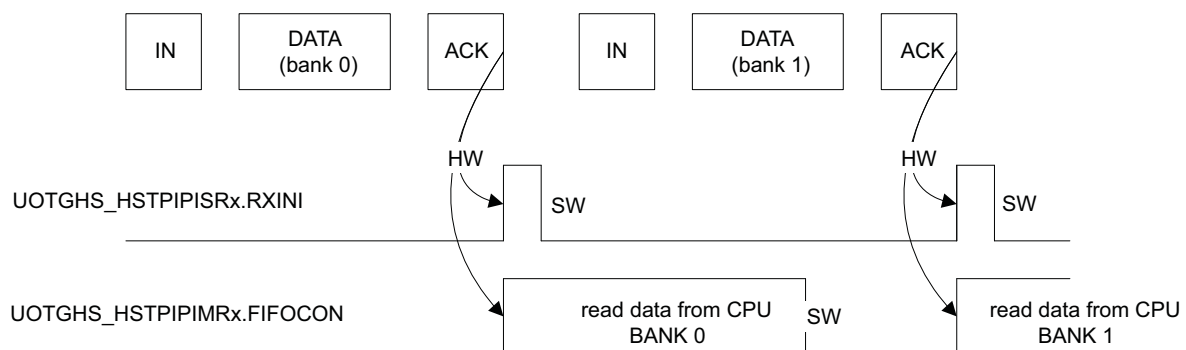 IN
DATA
(bank 0)
ACK
IN
DATA
(bank 1)
ACK
HW
HW
UOTGHS_HSTPIPISRx.RXINI
SW
SW
UOTGHS_HSTPIPIMRx.FIFOCON
read data from CPU
BANK 0
SW
read data from CPU
BANK 1